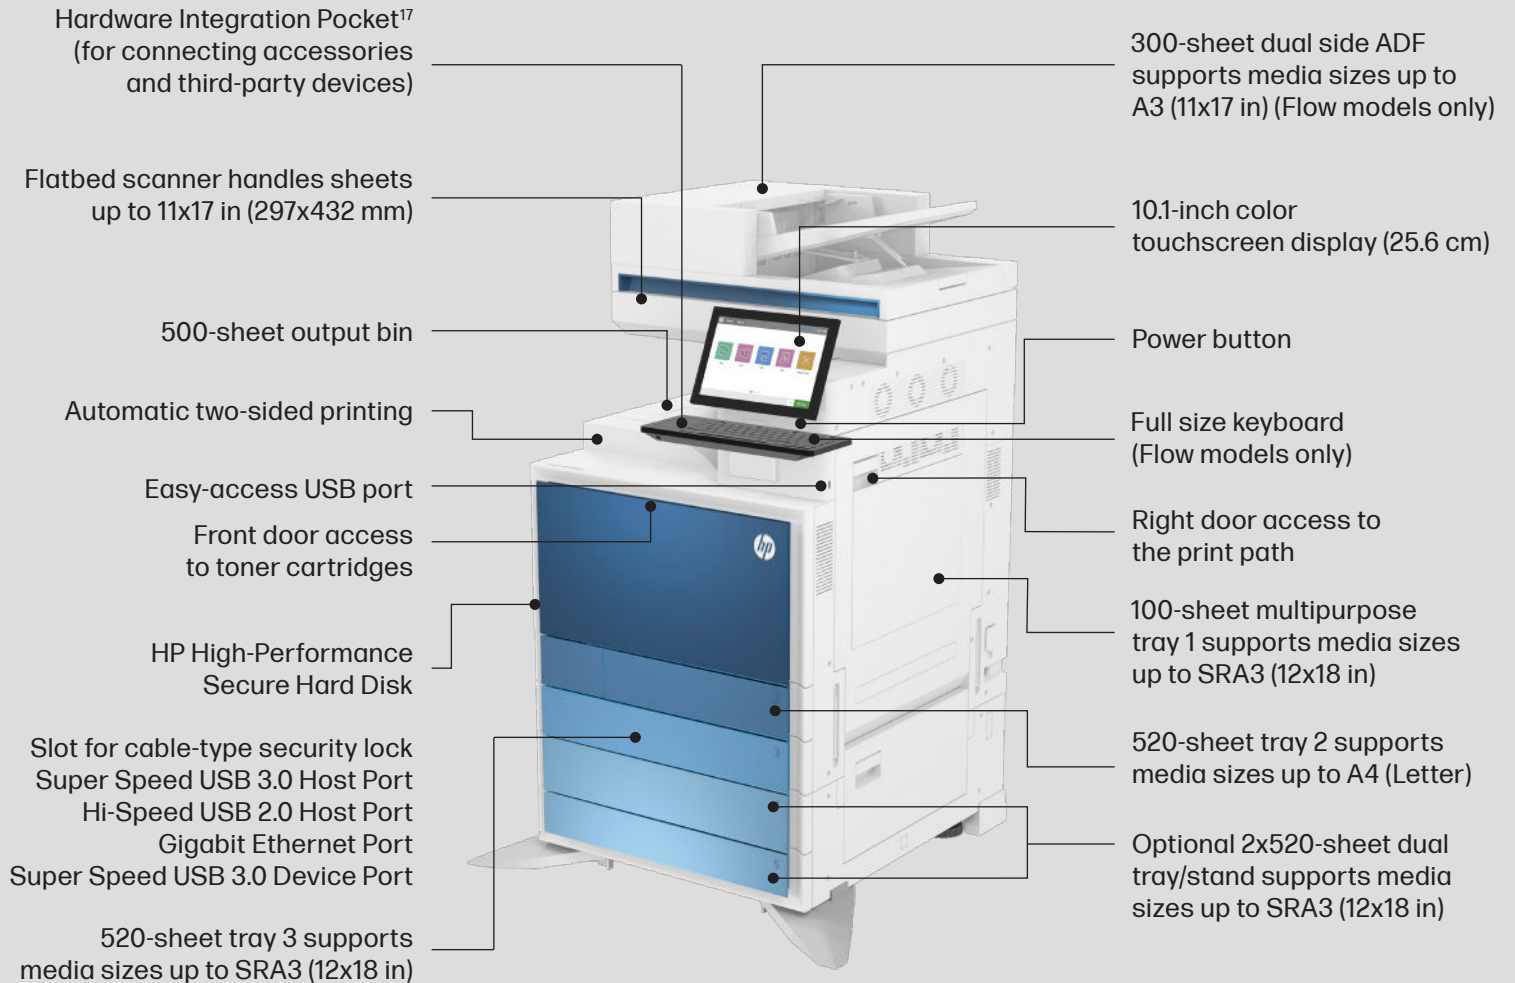 Hardware Integration Pocket17
(for connecting accessories
and third-party devices)
Flatbed scanner handles sheets
up to 11x17 in (297x432 mm)
500-sheet output bin
Automatic two-sided printing
Easy-access USB port
Front door access
to toner cartridges
HP High-Performance
Secure Hard Disk
Slot for cable-type security lock
Super Speed USB 3.0 Host Port
Hi-Speed USB 2.0 Host Port
Gigabit Ethernet Port
Super Speed USB 3.0 Device Port
520-sheet tray 3 supports
media sizes up to SRA3 (12x18 in)
hp
2
3
5
300-sheet dual side ADF
supports media sizes up to
A3 (11x17 in) (Flow models only)
10.1-inch color
touchscreen display (25.6 cm)
Power button
Full size keyboard
(Flow models only)
Right door access to
the print path
100-sheet multipurpose
tray 1 supports media sizes
up to SRA3 (12x18 in)
520-sheet tray 2 supports
media sizes up to A4 (Letter)
Optional 2x520-sheet dual
tray/stand supports media
sizes up to SRA3 (12x18 in)